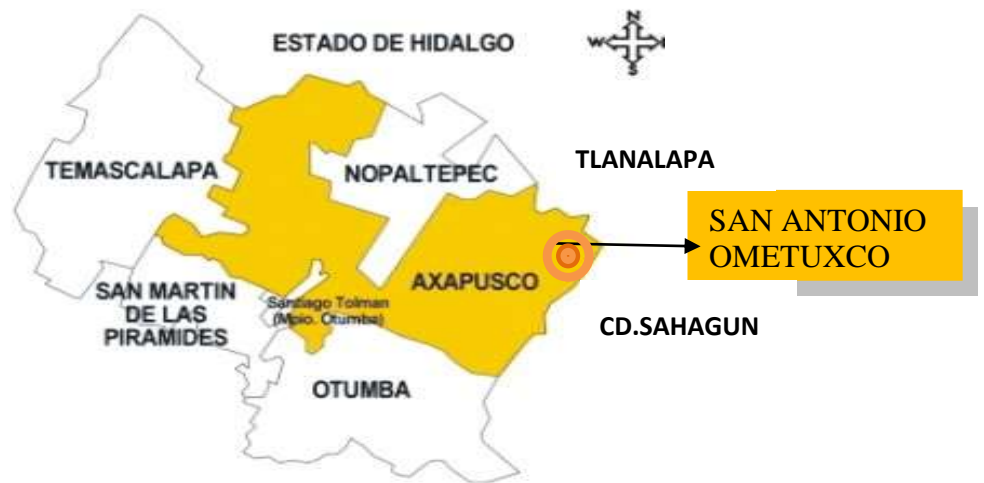 ESTADO DE HIDALGO
N
W
S
TEMASCALAPA
NOPALTEPEC
TLANALAPA
SAN ANTONIO
OMETUXCO
AXAPUSCO
SAN MARTIN
DE LAS
PIRAMIDES
Santiago Tolman
(Mpio. Otumba)
CD.SAHAGUN
OTUMBA